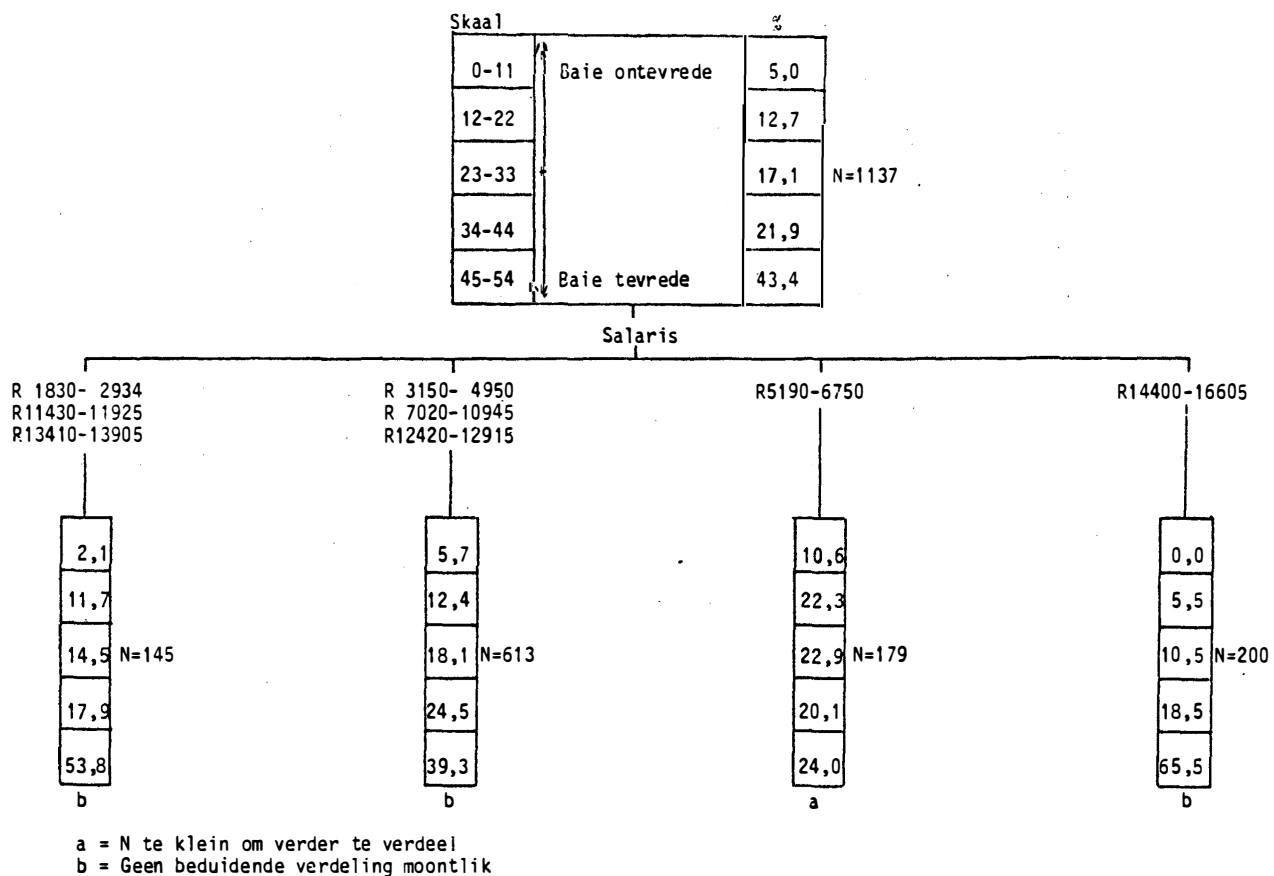 Skaal %
0-11 Baie ontevrede 5,0
12-22 12,7
23-33 17,1 N=1137
34-44 21,9
45-54 Baie tevrede 43,4
Salaris
R 1830- 2934 R 3150- 4950 R5190-6750 R14400-16605
R11430-11925 R 7020-10945
R13410-13905 R12420-12915
2,1 5,7 10,6 0,0
11,7 12,4 22,3 5,5
14,5 N=145 18,1 N=613 22,9 N=179 10,5 N=200
17,9 24,5 20,1 18,5
53,8 39,3 24,0 65,5
b b a b
a = N te klein om verder te verdeel
b = Geen beduidende verdeling moontlik